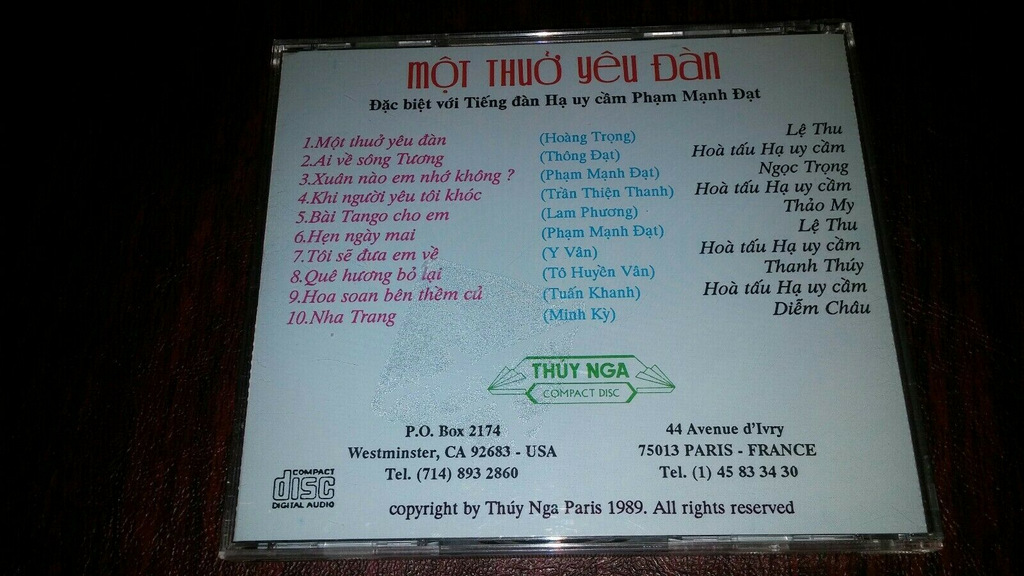 MỘT THUỞ YÊU ĐÀN
Đặc biệt với Tiếng đàn Hạ uy cầm Phạm Mạnh Đạt
1.Một thuở yêu đàn (Hoàng Trọng) Lệ Thu
2.Ai về sông Tương (Thông Đạt) Hoà tấu Hạ uy cầm
3.Xuân nào em nhớ không ? (Phạm Mạnh Đạt) Ngọc Trọng
4.Khi người yêu tôi khóc (Trần Thiện Thanh) Hoà tấu Hạ uy cầm
5.Bài Tango cho em (Lam Phương) Thảo My
6.Hẹn ngày mai (Phạm Mạnh Đạt) Lệ Thu
7.Tôi sẽ đưa em về (Y Vân) Hoà tấu Hạ uy cầm
8.Quê hương bỏ lại (Tô Huyền Vân) Thanh Thúy
9.Hoa soan bên thềm củ (Tuấn Khanh) Hoà tấu Hạ uy cầm
10.Nha Trang (Minh Kỳ) Diễm Châu
THÚY NGA
COMPACT DISC
P.O. Box 2174
Westminster, CA 92683 - USA
Tel. (714) 893 2860
44 Avenue d'Ivry
75013 PARIS - FRANCE
Tel. (1) 45 83 34 30
COMPACT
disc
DIGITAL AUDIO
copyright by Thúy Nga Paris 1989. All rights reserved